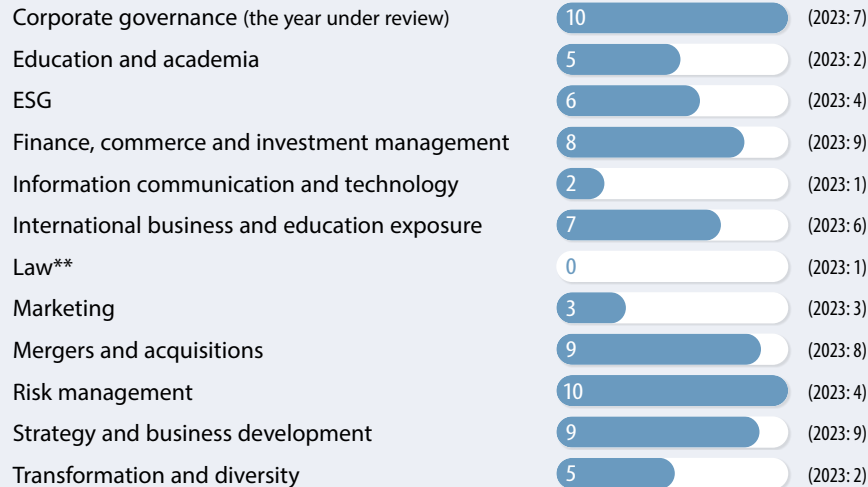 Corporate governance (the year under review) 10 (2023: 7)
Education and academia 5 (2023: 2)
ESG 6 (2023: 4)
Finance, commerce and investment management 8 (2023: 9)
Information communication and technology 2 (2023: 1)
International business and education exposure 7 (2023: 6)
Law** 0 (2023: 1)
Marketing 3 (2023: 3)
Mergers and acquisitions 9 (2023: 8)
Risk management 10 (2023: 4)
Strategy and business development 9 (2023: 9)
Transformation and diversity 5 (2023: 2)